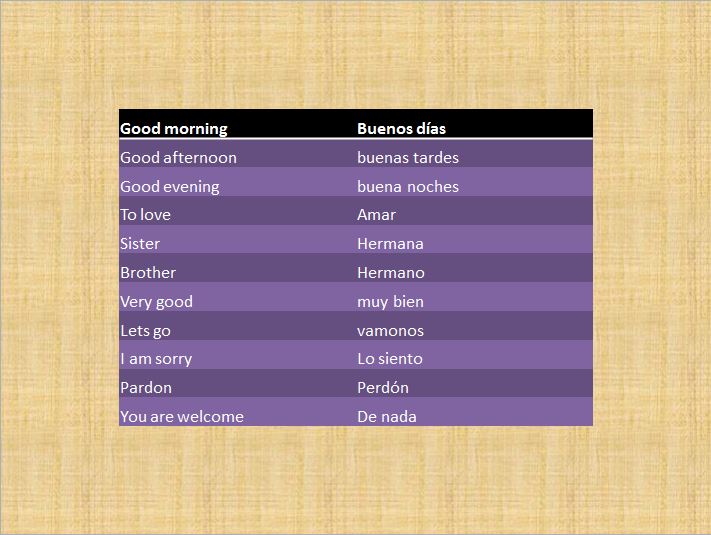 Good morning Buenos días
Good afternoon buenas tardes
Good evening buena noches
To love Amar
Sister Hermana
Brother Hermano
Very good muy bien
Lets go vamonos
I am sorry Lo siento
Pardon Perdón
You are welcome De nada